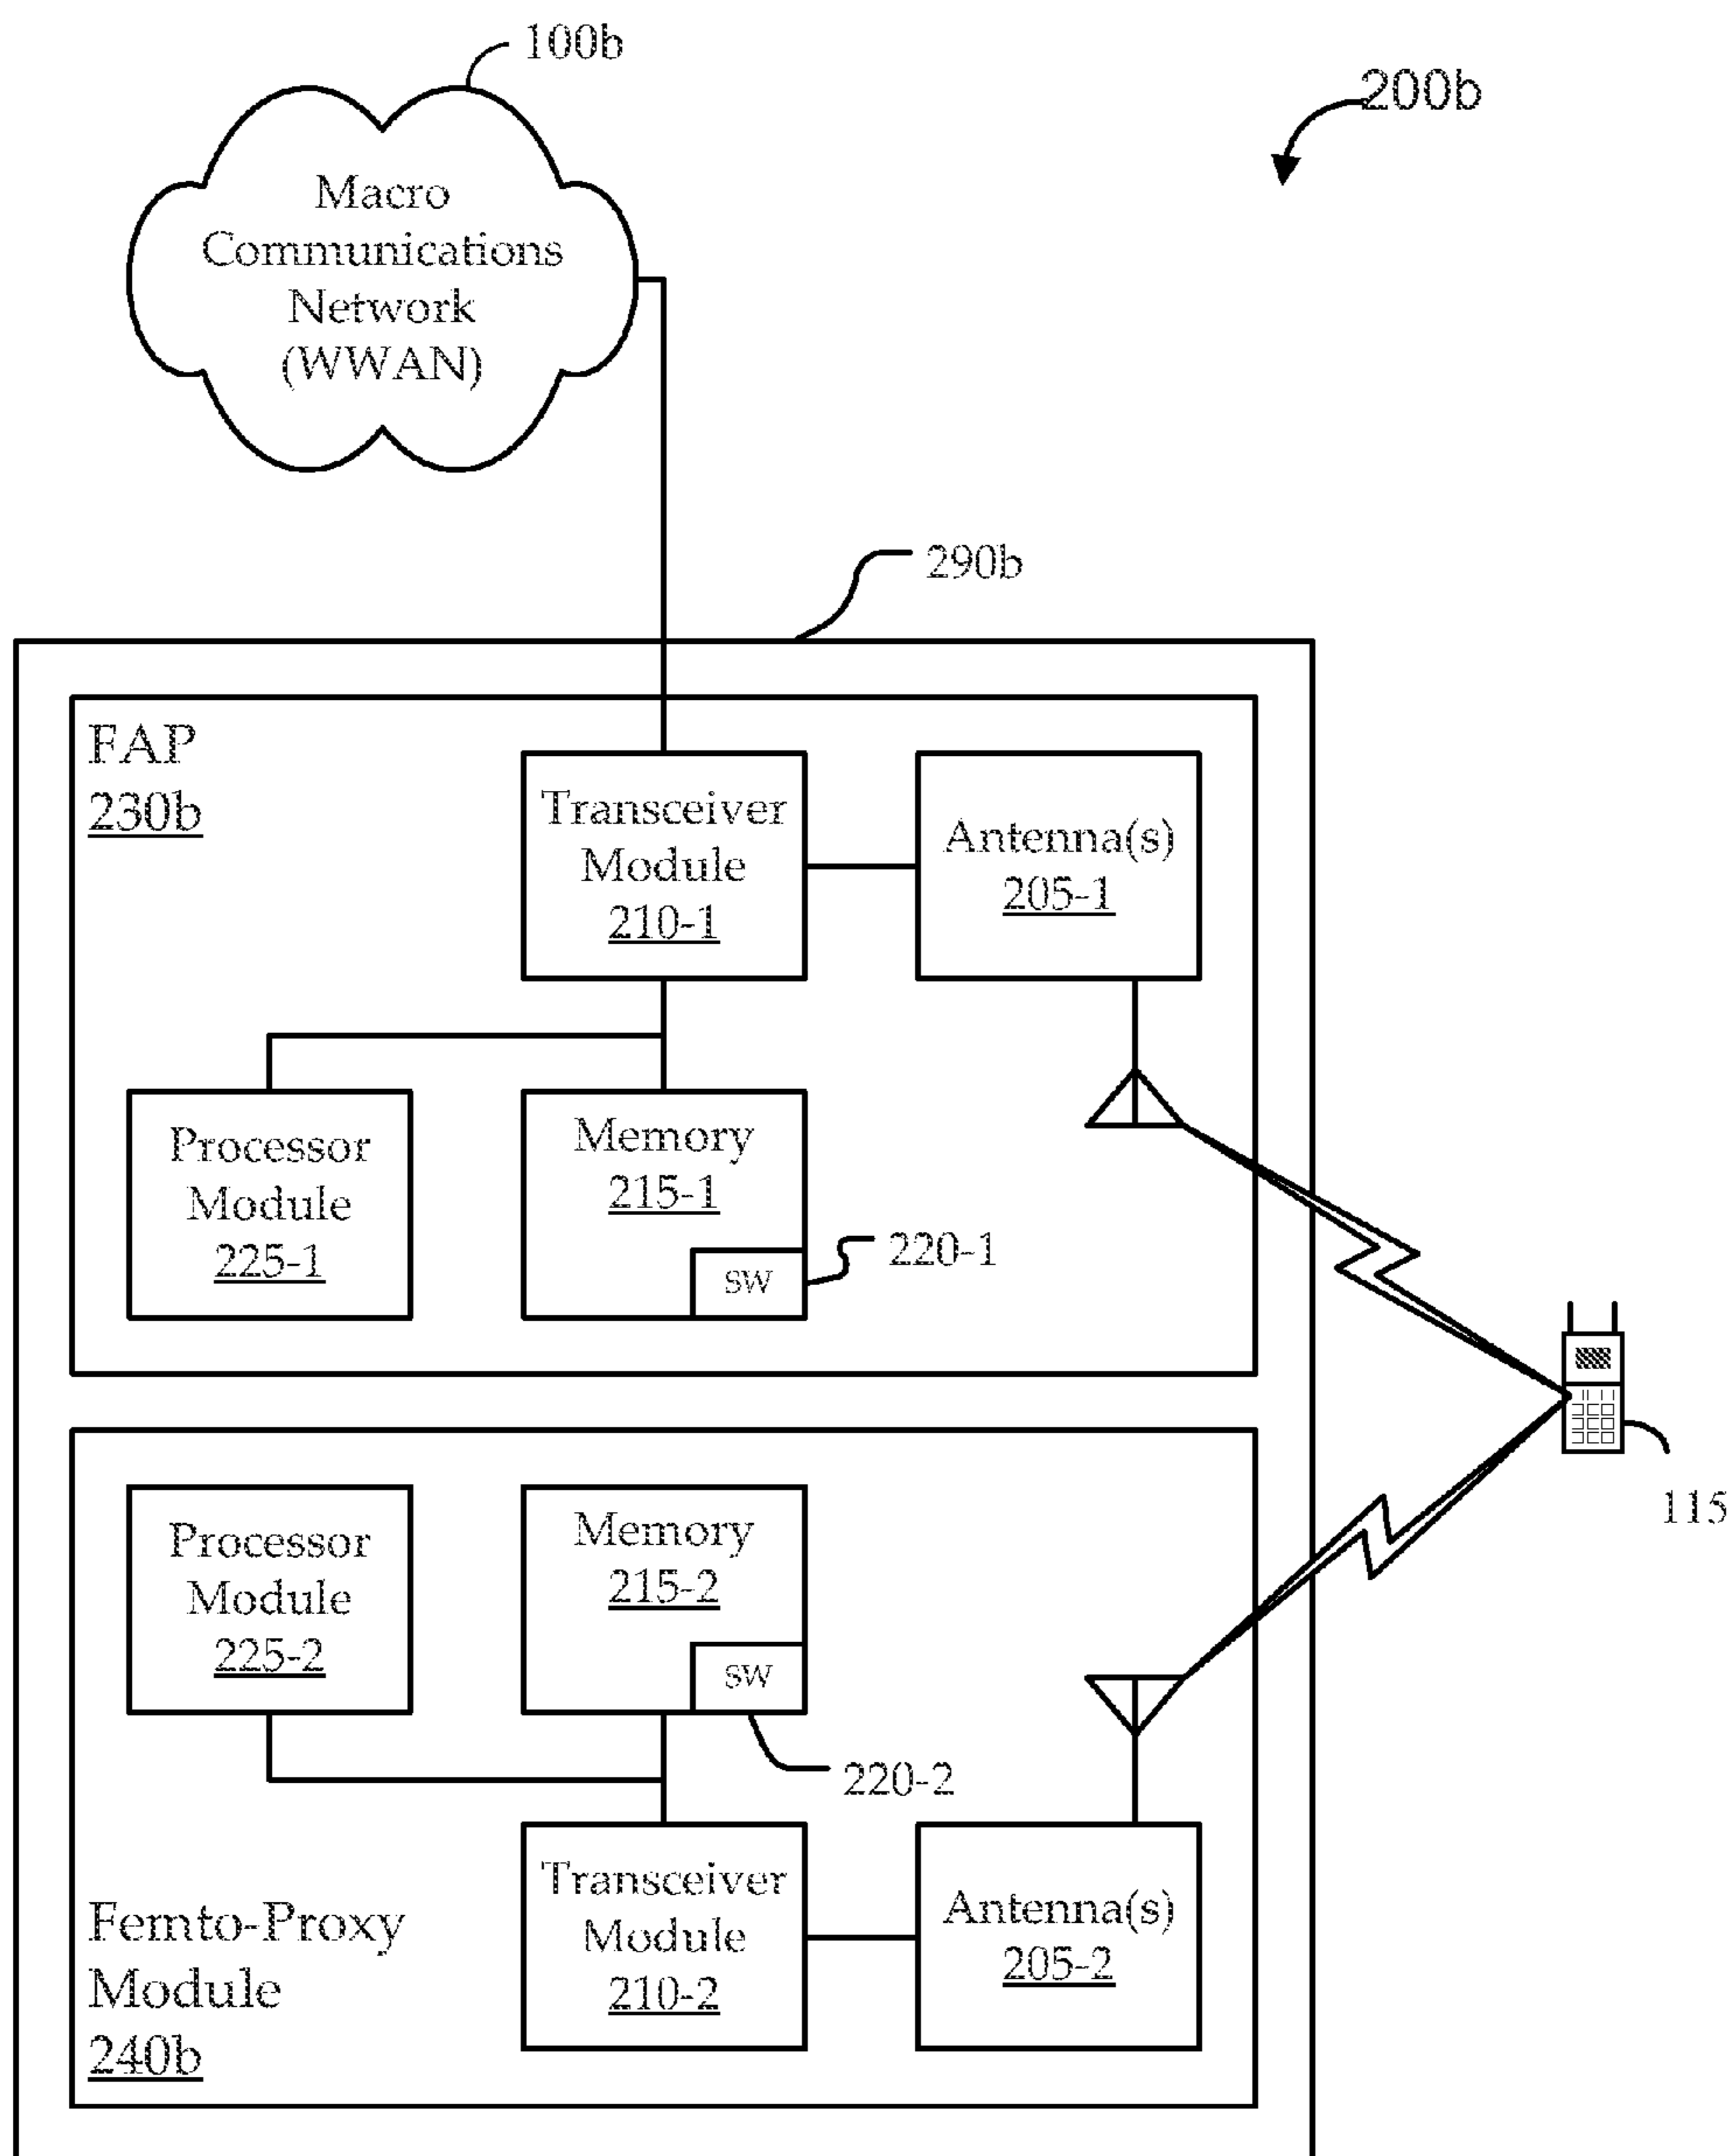 100b
200b
Macro
Communications
Network
(WWAN)
290b
FAP
230b
Transceiver
Module
210-1
Antenna(s)
205-1
Processor
Module
225-1
Memory
215-1
SW
220-1
115
Processor
Module
225-2
Memory
215-2
SW
220-2
Transceiver
Module
210-2
Antenna(s)
205-2
Femto-Proxy
Module
240b